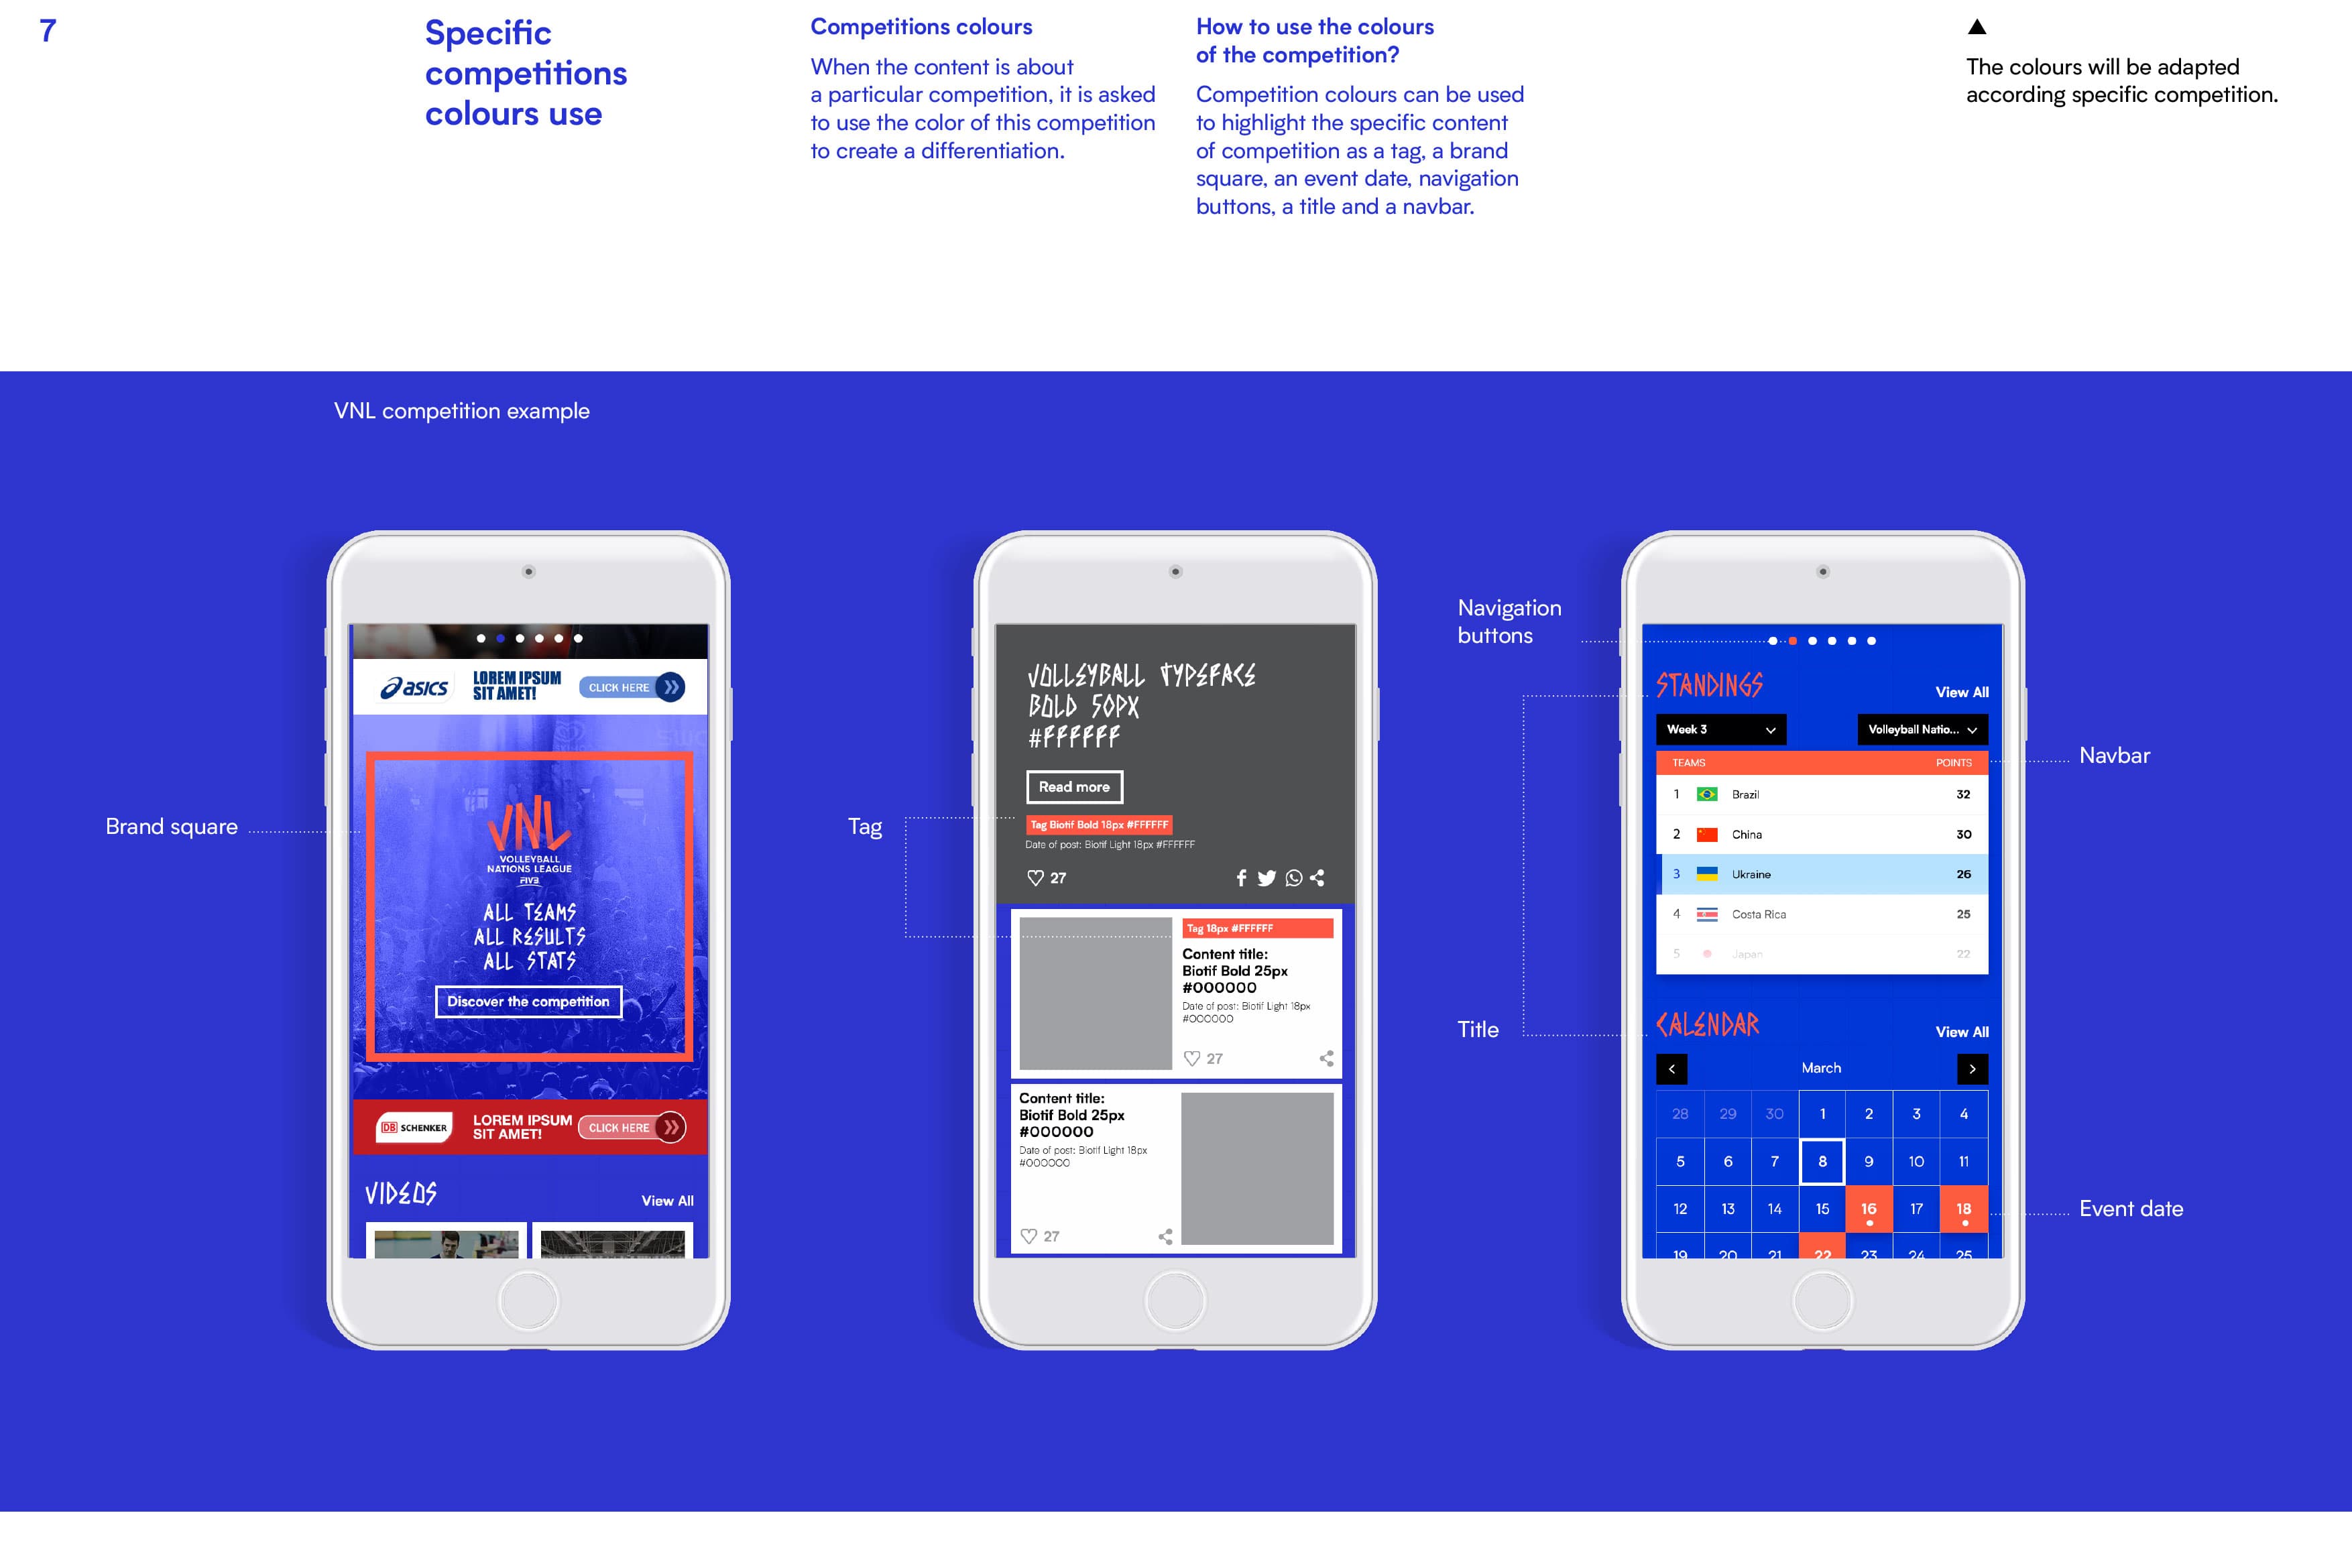 7
Specific
competitions
colours use
Competitions colours
When the content is about
a particular competition, it is asked
to use the color of this competition
to create a differentiation.
How to use the colours
of the competition?
Competition colours can be used
to highlight the specific content
of competition as a tag, a brand
square, an event date, navigation
buttons, a title and a navbar.
▲
The colours will be adapted
according specific competition.
VNL competition example
Brand square
asics
LOREM IPSUM
SIT AMET!
CLICK HERE
VNL
VOLLEYBALL
NATIONS LEAGUE
FIVB
ALL TEAMS
ALL RESULTS
ALL STATS
Discover the competition
DB SCHENKER
LOREM IPSUM
SIT AMET!
CLICK HERE
VIDEOS
View All
Tag
VOLLEYBALL TYPEFACE
BOLD 50PX
#FFFFFF
Read more
Tag Biotif Bold 18px #FFFFFF
Date of post: Biotif Light 18px #FFFFFF
27
Tag 18px #FFFFFF
Content title:
Biotif Bold 25px
#000000
Date of post: Biotif Light 18px
#000000
27
Content title:
Biotif Bold 25px
#000000
Date of post: Biotif Light 18px
#000000
27
Navigation
buttons
Title
STANDINGS
View All
Week 3
Volleyball Natio...
TEAMS POINTS
1 Brazil 32
2 China 30
3 Ukraine 26
4 Costa Rica 25
5 Japan 22
CALENDAR
View All
< March >
28 29 30 1 2 3 4
5 6 7 8 9 10 11
12 13 14 15 16 17 18
19 20 21 22 23 24 25
Navbar
Event date